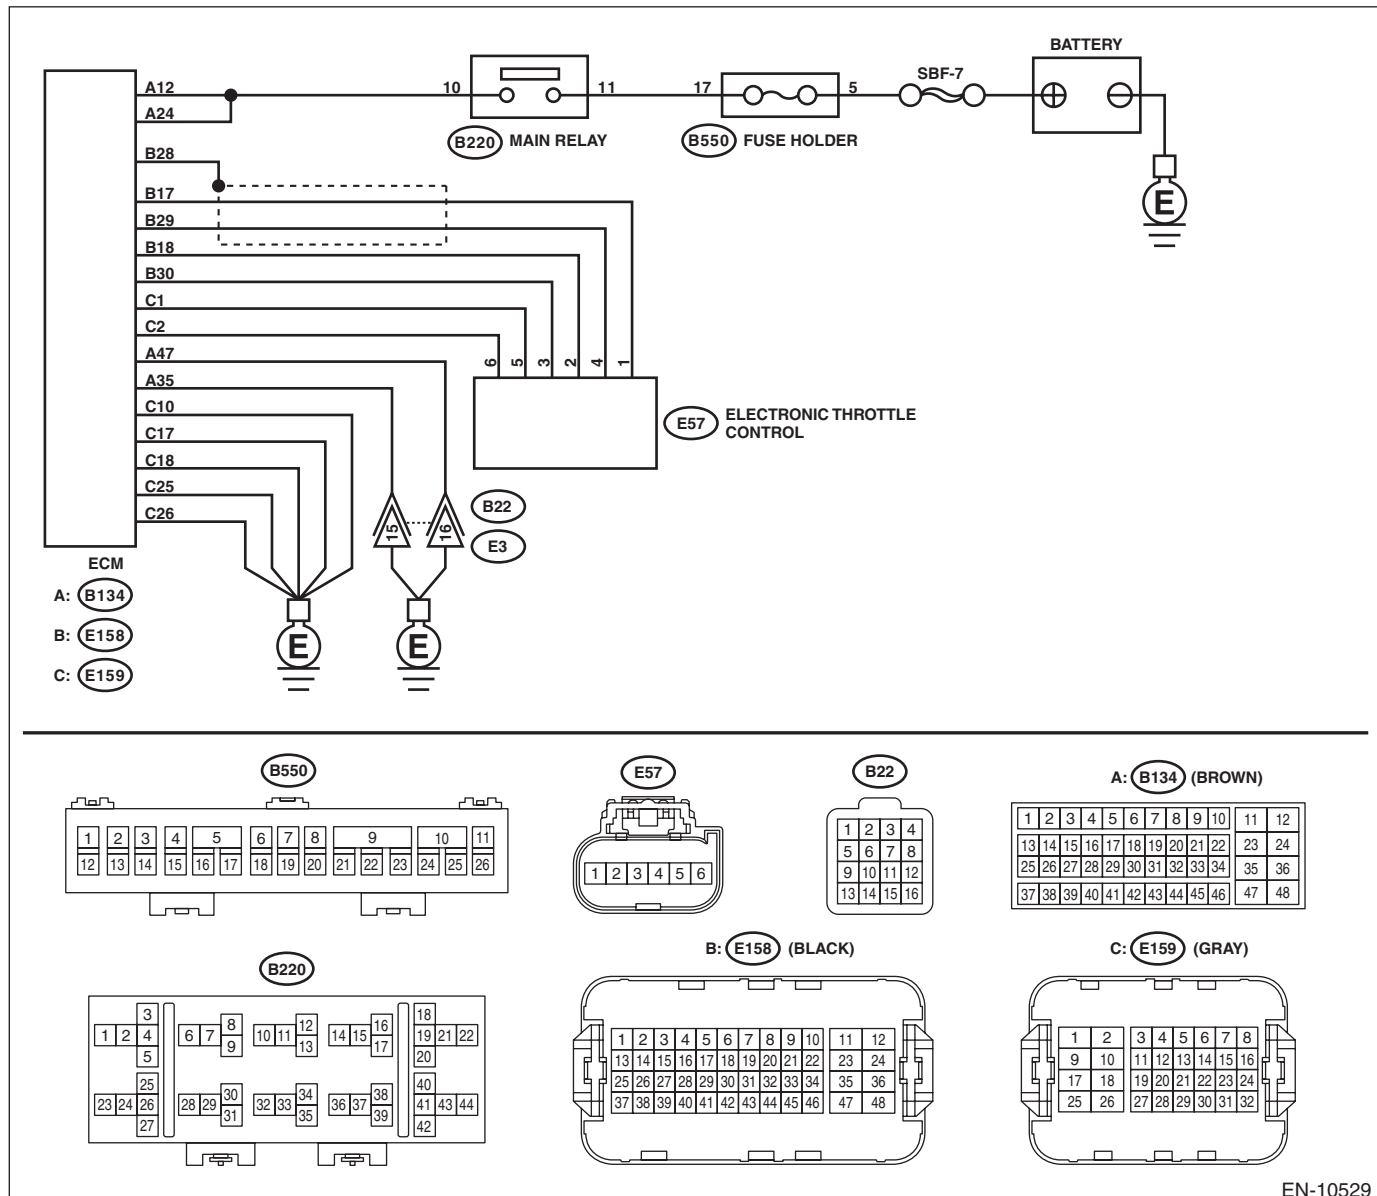 BATTERY
SBF-7
A12 10 11 17 5
A24
B220 MAIN RELAY B550 FUSE HOLDER
B28
E
B17
B29
B18
B30
C1
C2
A47 6 5 3 2 4 1
A35
C10
E57 ELECTRONIC THROTTLE
CONTROL
C17
C18
C25
B22
C26 15 16
E3
ECM
A: B134
B: E158
C: E159
E E
B550
1 2 3 4 5 6 7 8 9 10 11
12 13 14 15 16 17 18 19 20 21 22 23 24 25 26
E57
1 2 3 4 5 6
B22
1 2 3 4
5 6 7 8
9 10 11 12
13 14 15 16
A: B134 (BROWN)
1 2 3 4 5 6 7 8 9 10 11 12
13 14 15 16 17 18 19 20 21 22 23 24
25 26 27 28 29 30 31 32 33 34 35 36
37 38 39 40 41 42 43 44 45 46 47 48
B220
3 8 12 16 18
1 2 4 6 7 10 11 14 15 19 21 22
5 9 13 17 20
25 30 34 38 40
23 24 26 28 29 32 33 36 37 41 43 44
27 31 35 39 42
B: E158 (BLACK)
1 2 3 4 5 6 7 8 9 10 11 12
13 14 15 16 17 18 19 20 21 22 23 24
25 26 27 28 29 30 31 32 33 34 35 36
37 38 39 40 41 42 43 44 45 46 47 48
C: E159 (GRAY)
1 2 3 4 5 6 7 8
9 10 11 12 13 14 15 16
17 18 19 20 21 22 23 24
25 26 27 28 29 30 31 32
EN-10529